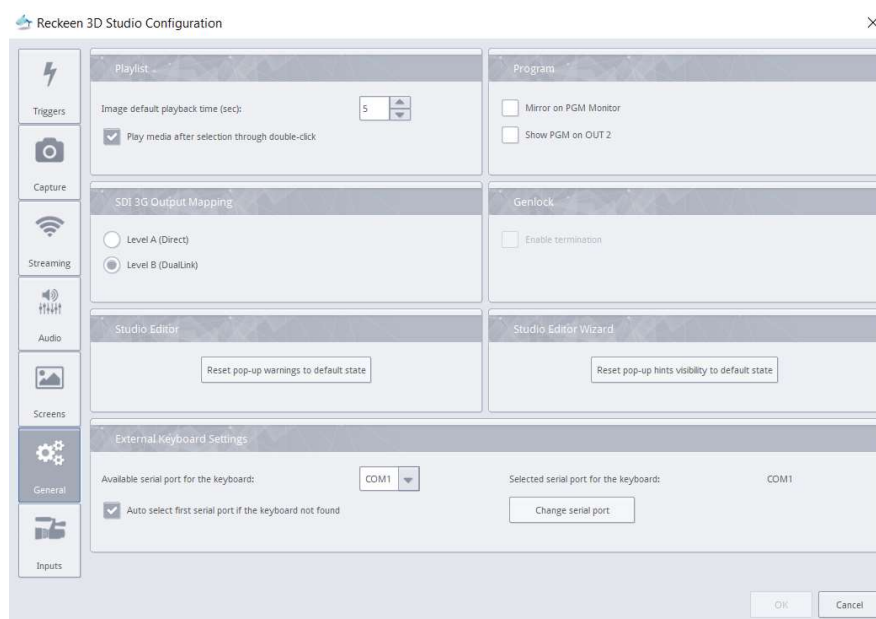 Reckeen 3D Studio Configuration
Triggers
Capture
Streaming
Audio
Screens
General
Inputs
Playlist
Image default playback time (sec):
5
Play media after selection through double-click
Program
Mirror on PGM Monitor
Show PGM on OUT 2
SDI 3G Output Mapping
Level A (Direct)
Level B (DualLink)
Genlock
Enable termination
Studio Editor
Reset pop-up warnings to default state
Studio Editor Wizard
Reset pop-up hints visibility to default state
External Keyboard Settings
Available serial port for the keyboard:
COM1
Selected serial port for the keyboard:
COM1
Auto select first serial port if the keyboard not found
Change serial port
OK
Cancel